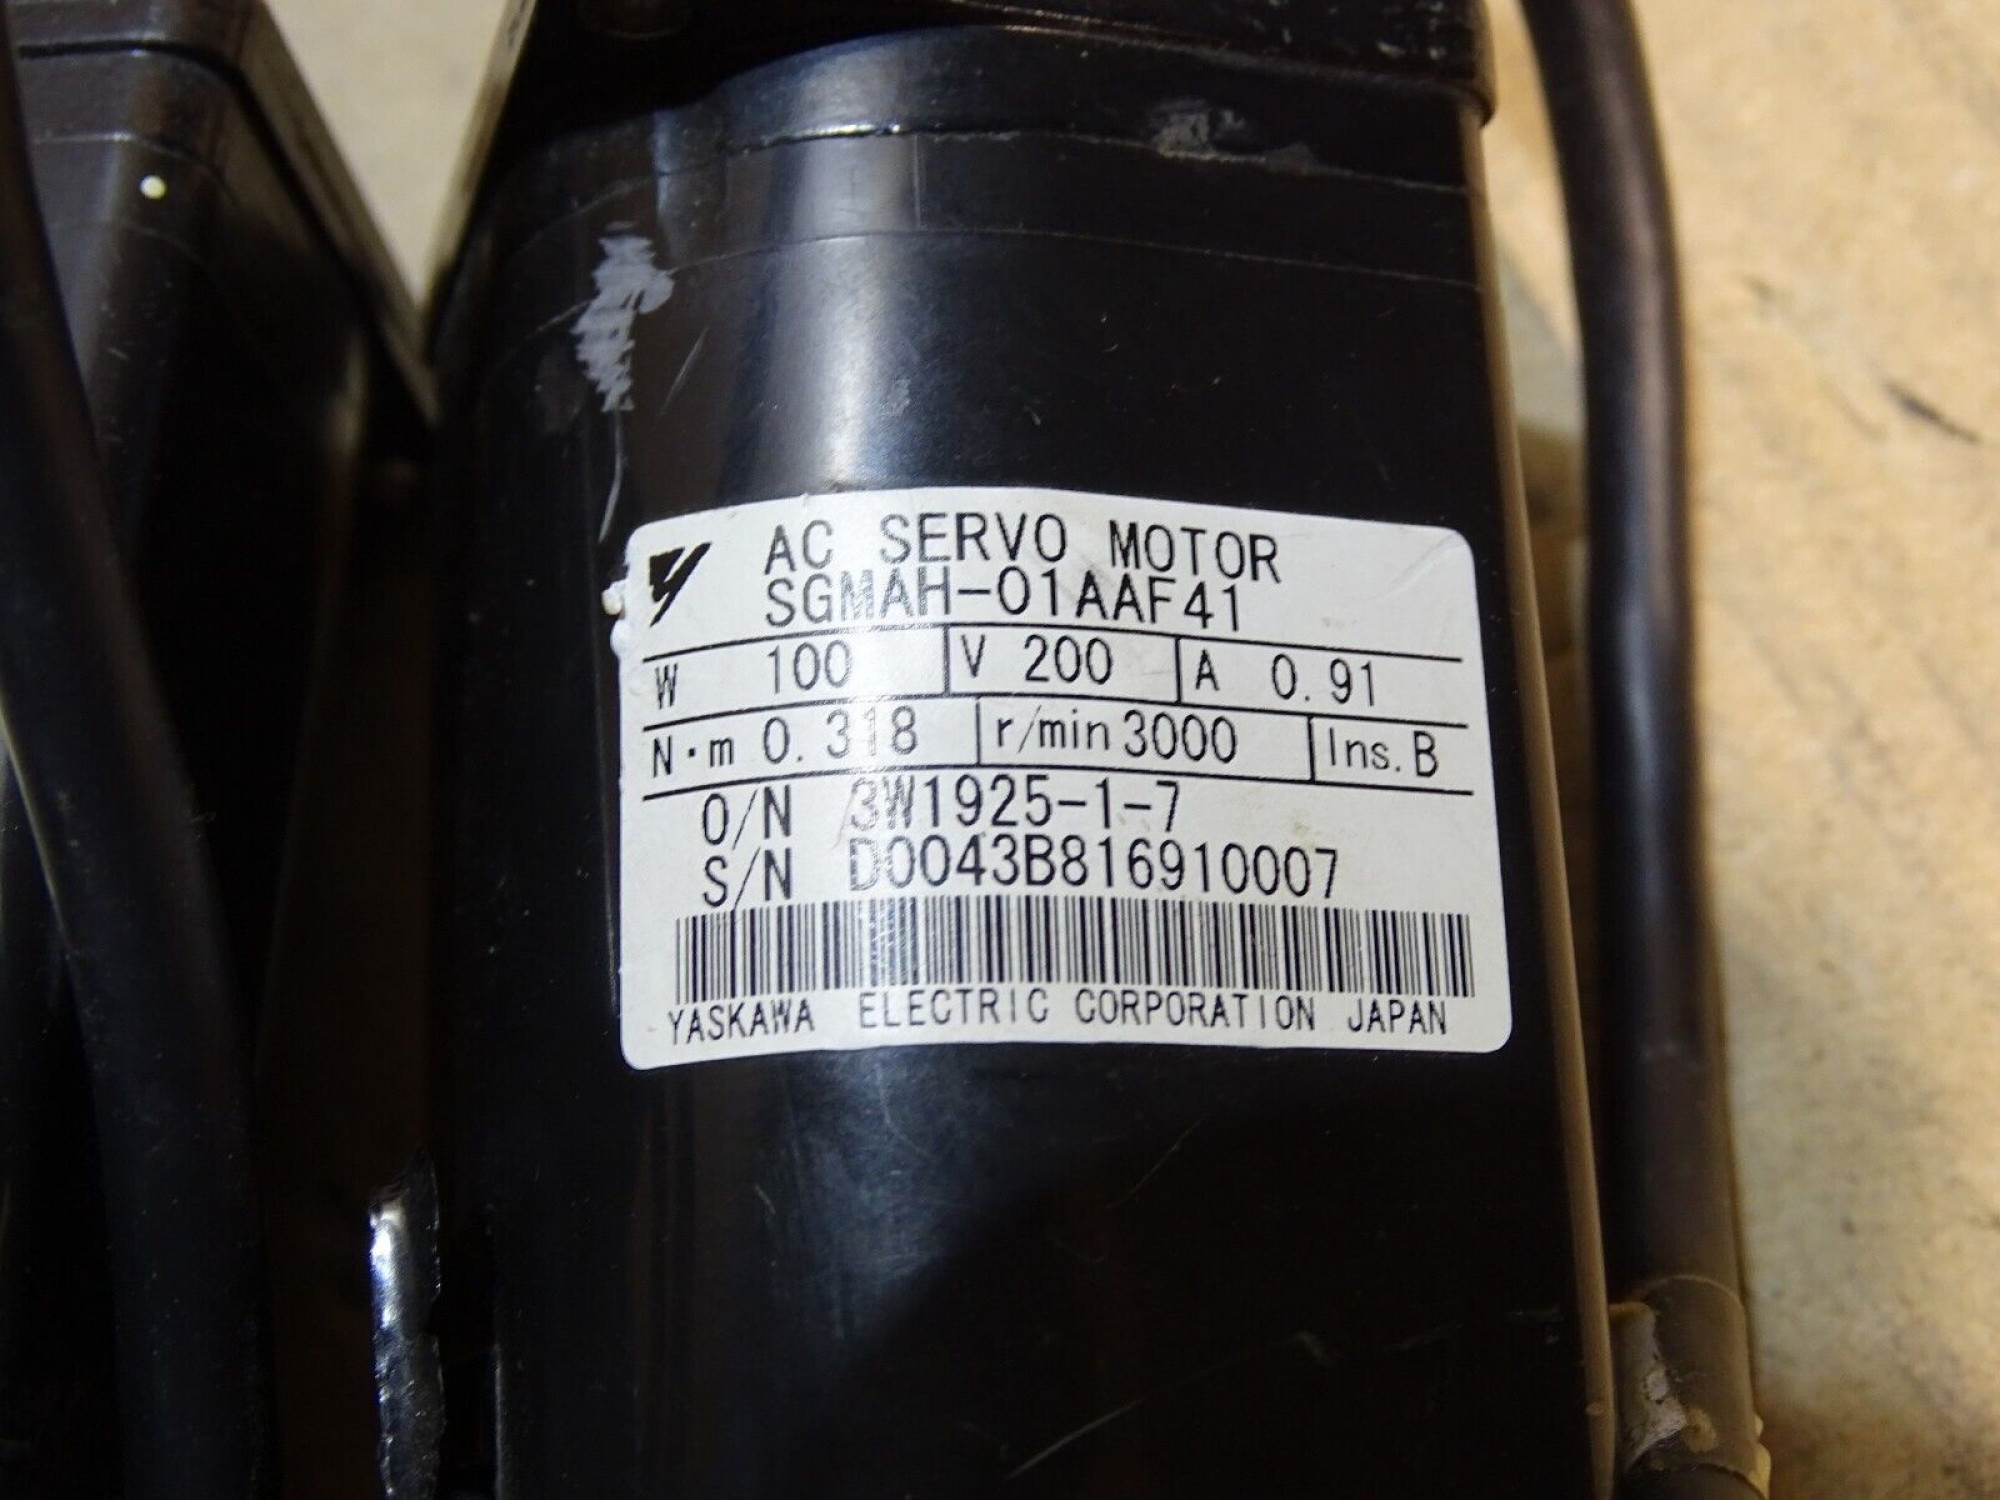 AC SERVO MOTOR
SGMAH-01AAF41
W 100 V 200 A 0.91
N·m 0.318 r/min 3000 Ins. B
O/N 3W1925-1-7
S/N D0043B816910007
YASKAWA ELECTRIC CORPORATION JAPAN